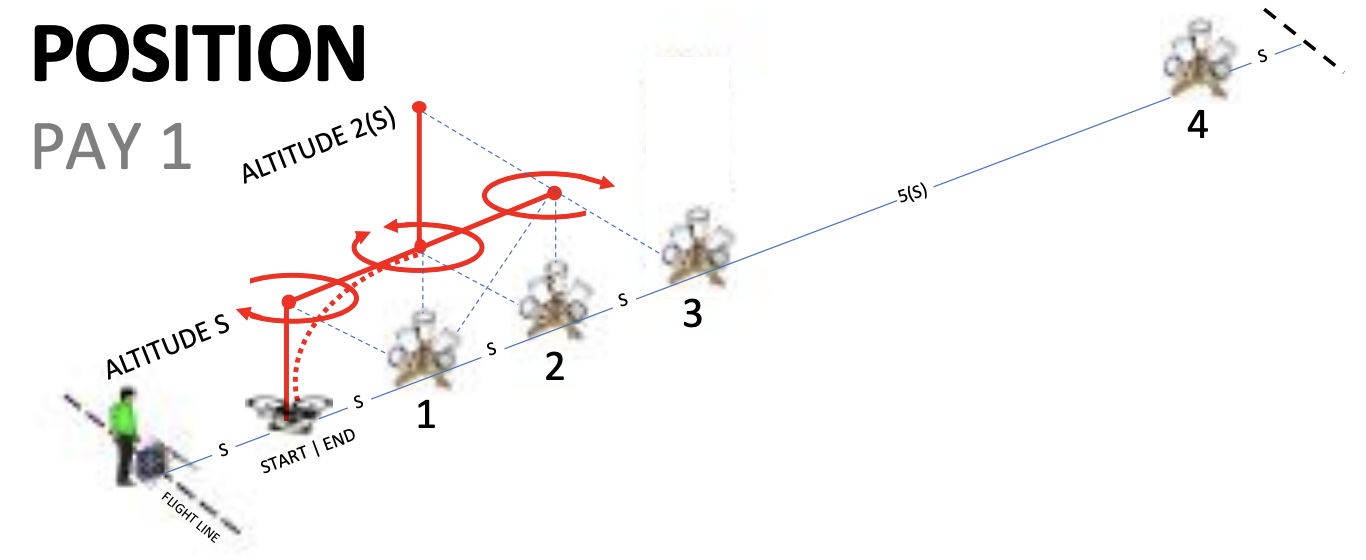 POSITION
PAY 1
ALTITUDE 2(S)
ALTITUDE S
START | END
FLIGHT LINE
S
S
S
S
5(S)
S
1
2
3
4